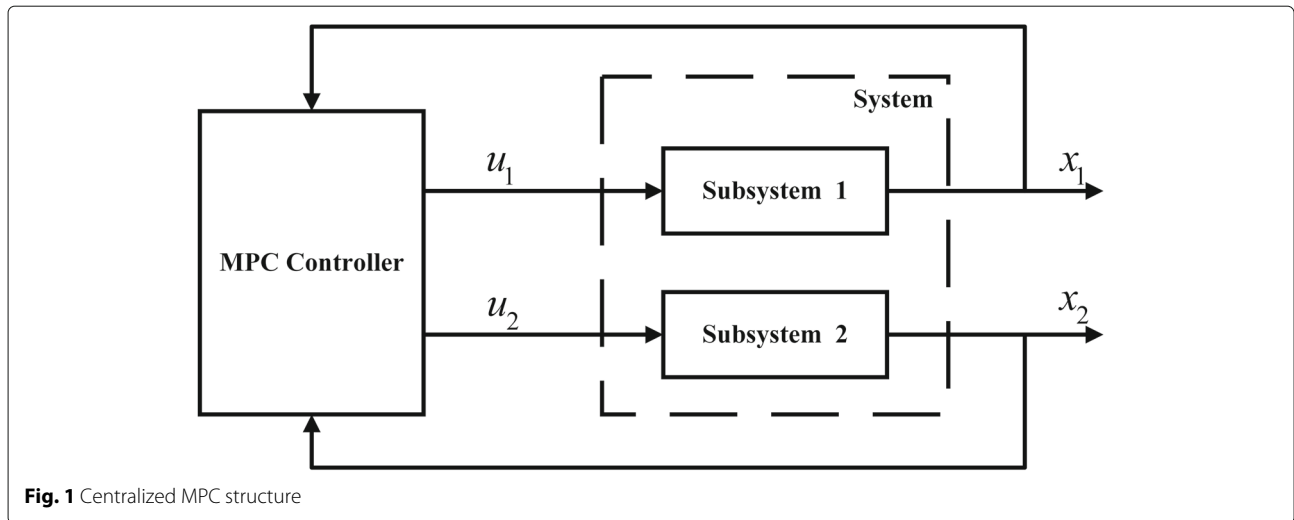 System
u1
Subsystem 1
x1
MPC Controller
u2
Subsystem 2
x2
Fig. 1 Centralized MPC structure